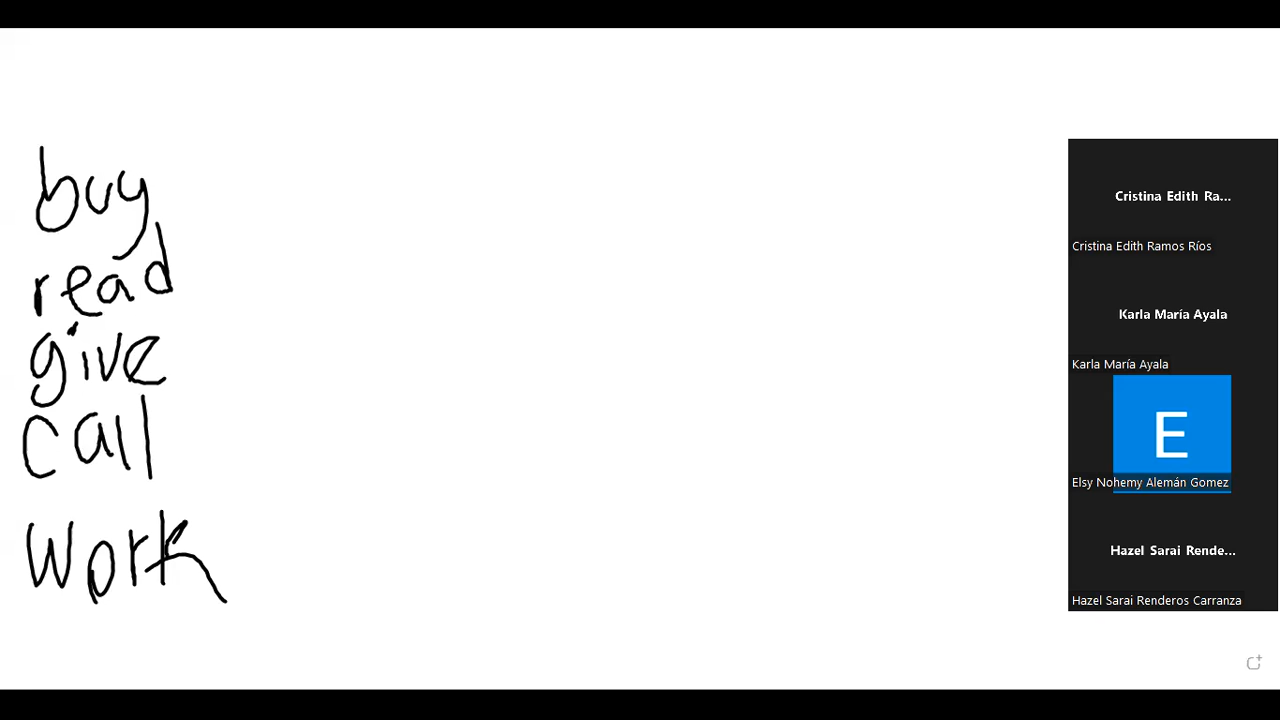 buy
read
give
call
work
Cristina Edith Ra...
Cristina Edith Ramos Ríos
Karla María Ayala
Karla María Ayala
E
Elsy Nohemy Alemán Gomez
Hazel Sarai Rende...
Hazel Sarai Renderos Carranza